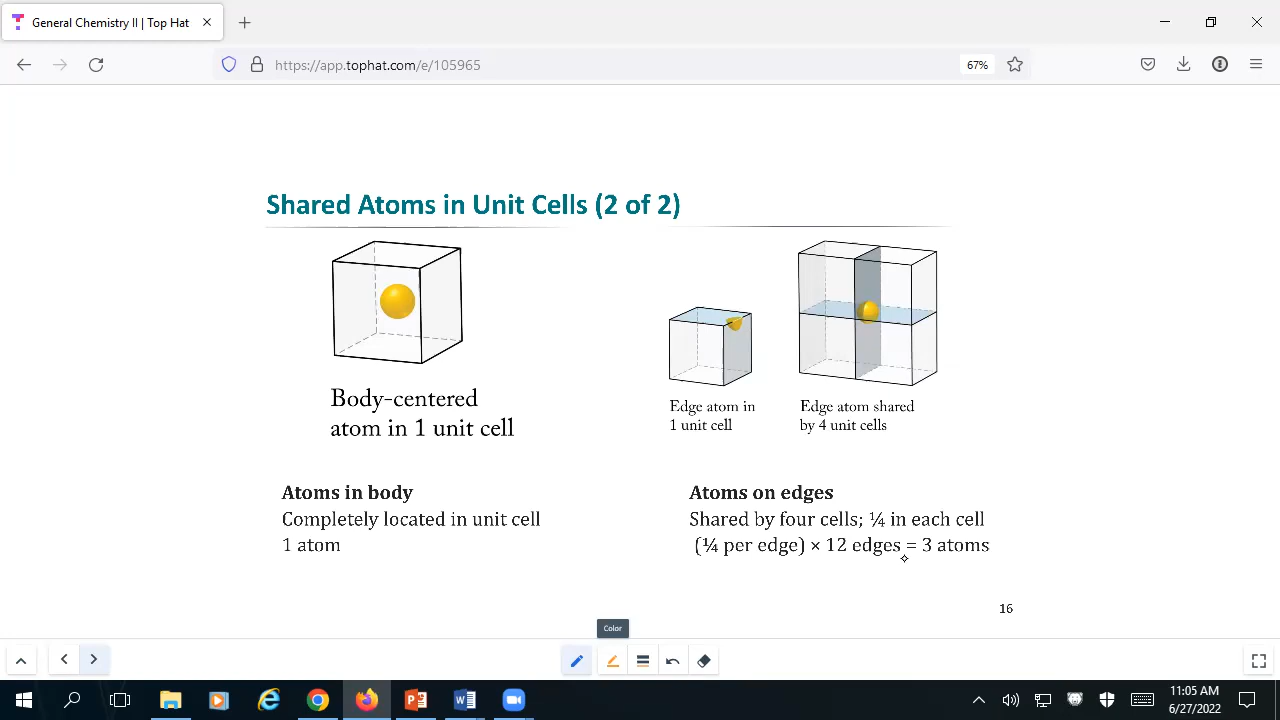 General Chemistry II | Top Hat
https://app.tophat.com/e/105965
67%
Shared Atoms in Unit Cells (2 of 2)
Body-centered
atom in 1 unit cell
Edge atom in
1 unit cell
Edge atom shared
by 4 unit cells
Atoms in body
Completely located in unit cell
1 atom
Atoms on edges
Shared by four cells; ¼ in each cell
(¼ per edge) × 12 edges = 3 atoms
16
Color
11:05 AM
6/27/2022